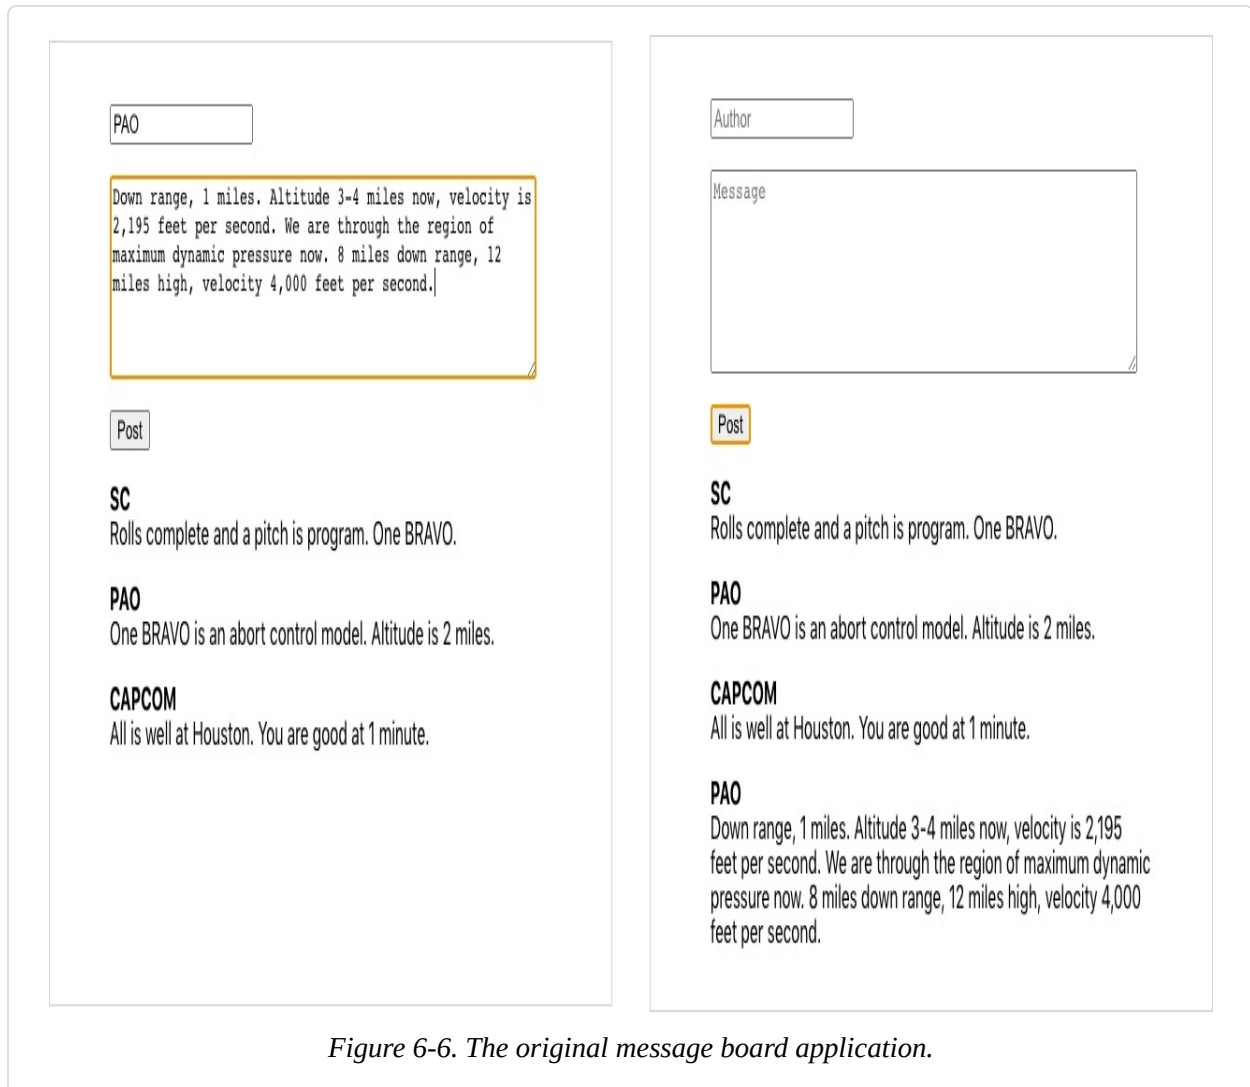 PAO
Down range, 1 miles. Altitude 3-4 miles now, velocity is
2,195 feet per second. We are through the region of
maximum dynamic pressure now. 8 miles down range, 12
miles high, velocity 4,000 feet per second.
Post
SC
Rolls complete and a pitch is program. One BRAVO.
PAO
One BRAVO is an abort control model. Altitude is 2 miles.
CAPCOM
All is well at Houston. You are good at 1 minute.
Author
Message
Post
SC
Rolls complete and a pitch is program. One BRAVO.
PAO
One BRAVO is an abort control model. Altitude is 2 miles.
CAPCOM
All is well at Houston. You are good at 1 minute.
PAO
Down range, 1 miles. Altitude 3-4 miles now, velocity is 2,195
feet per second. We are through the region of maximum dynamic
pressure now. 8 miles down range, 12 miles high, velocity 4,000
feet per second.
Figure 6-6. The original message board application.